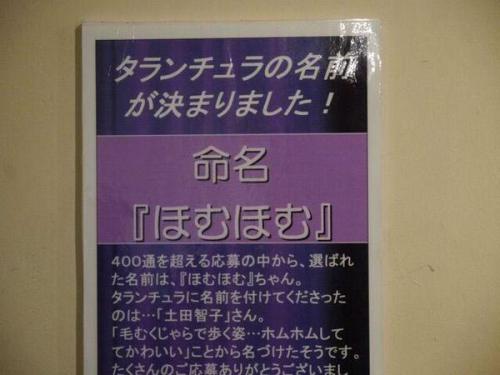 タランチュラの名前
が決まりました！
命名
『ほむほむ』
400通を超える応募の中から、選ばれ
た名前は、『ほむほむ』ちゃん。
タランチュラに名前を付けてくださった
のは…「土田智子」さん。
「毛むくじゃらで歩く姿…ホムホムして
てかわいい」ことから名づけたそうです。
たくさんのご応募ありがとうございまし